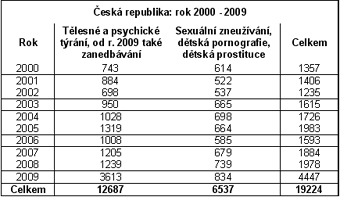 Česká republika: rok 2000 - 2009
Rok
Tělesné a psychické týrání, od r. 2009 také zanedbávání
Sexuální zneužívání, dětská pornografie, dětská prostituce
Celkem
2000 743 614 1357
2001 884 522 1406
2002 698 537 1235
2003 950 665 1615
2004 1028 698 1726
2005 1319 664 1983
2006 1008 585 1593
2007 1205 679 1884
2008 1239 739 1978
2009 3613 834 4447
Celkem 12687 6537 19224